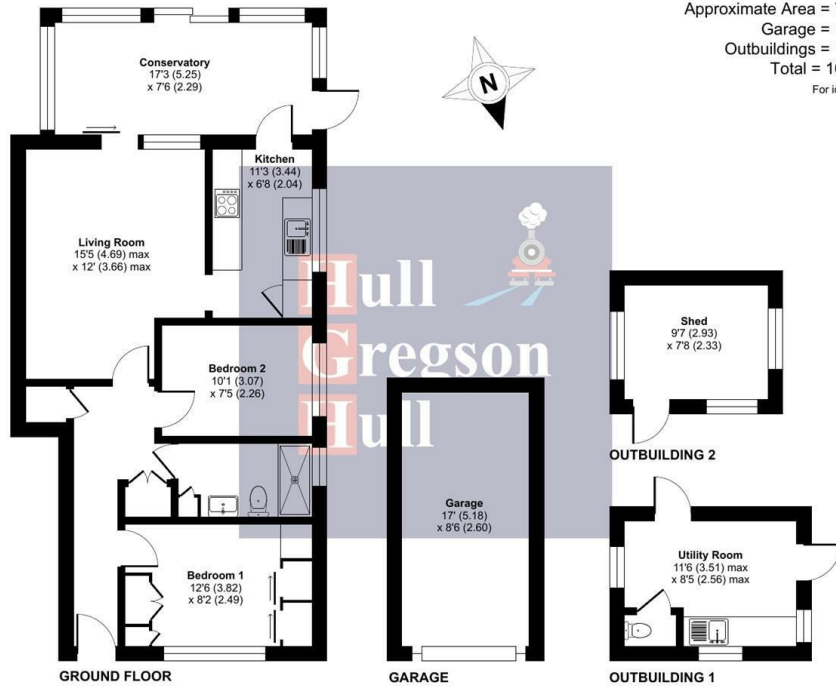 Approximate Area =
Garage =
Outbuildings =
Total =
For
Conservatory
17'3 (5.25)
x 7'6 (2.29)
N
Kitchen
11'3 (3.44)
x 6'8 (2.04)
Living Room
15'5 (4.69) max
x 12' (3.66) max
Hull
Gregson
Hull
Bedroom 2
10'1 (3.07)
x 7'5 (2.26)
Shed
9'7 (2.93)
x 7'8 (2.33)
OUTBUILDING 2
Garage
17' (5.18)
x 8'6 (2.60)
Utility Room
11'6 (3.51) max
x 8'5 (2.56) max
Bedroom 1
12'6 (3.82)
x 8'2 (2.49)
GROUND FLOOR
GARAGE
OUTBUILDING 1